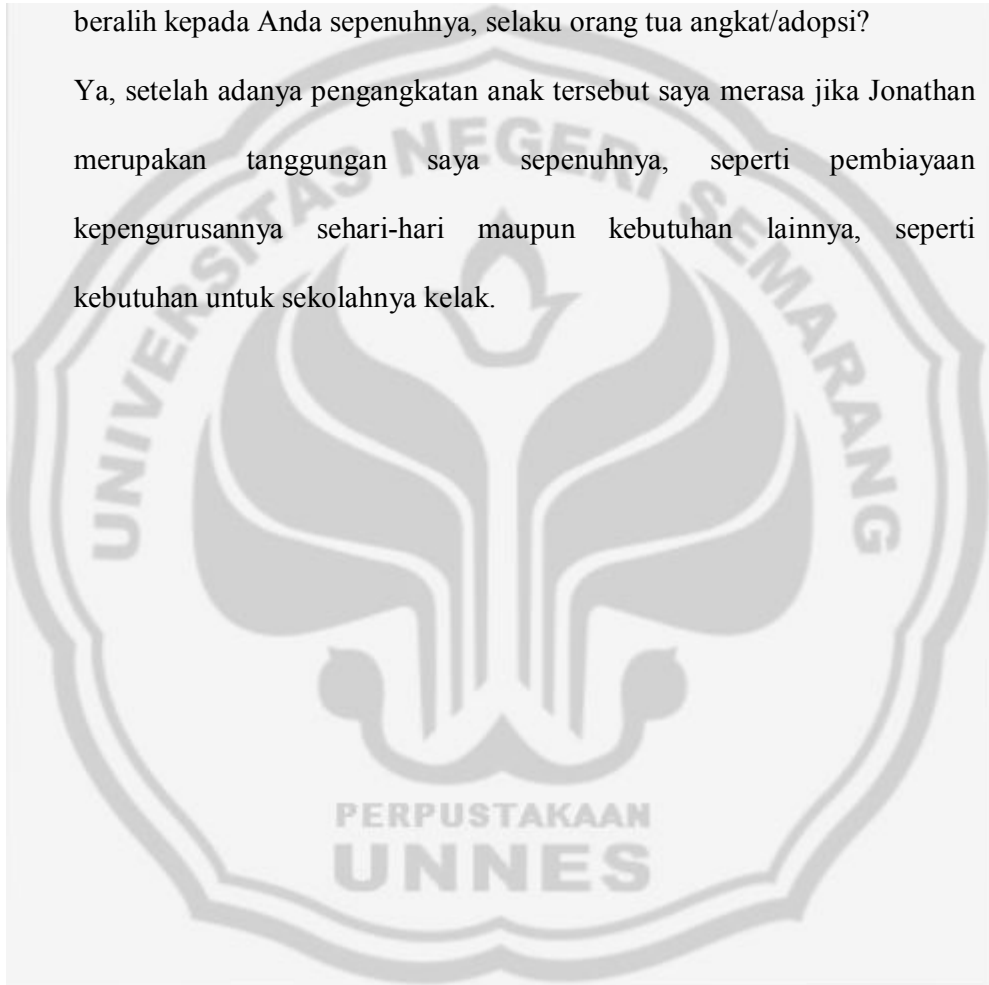 beralih kepada Anda sepenuhnya, selaku orang tua angkat/adopsi?
Ya, setelah adanya pengangkatan anak tersebut saya merasa jika Jonathan
merupakan tanggungan saya sepenuhnya, seperti pembiayaan
kepengurusannya sehari-hari maupun kebutuhan lainnya, seperti
kebutuhan untuk sekolahnya kelak.
UNIVERSITAS NEGERI SEMARANG
PERPUSTAKAAN
UNNES